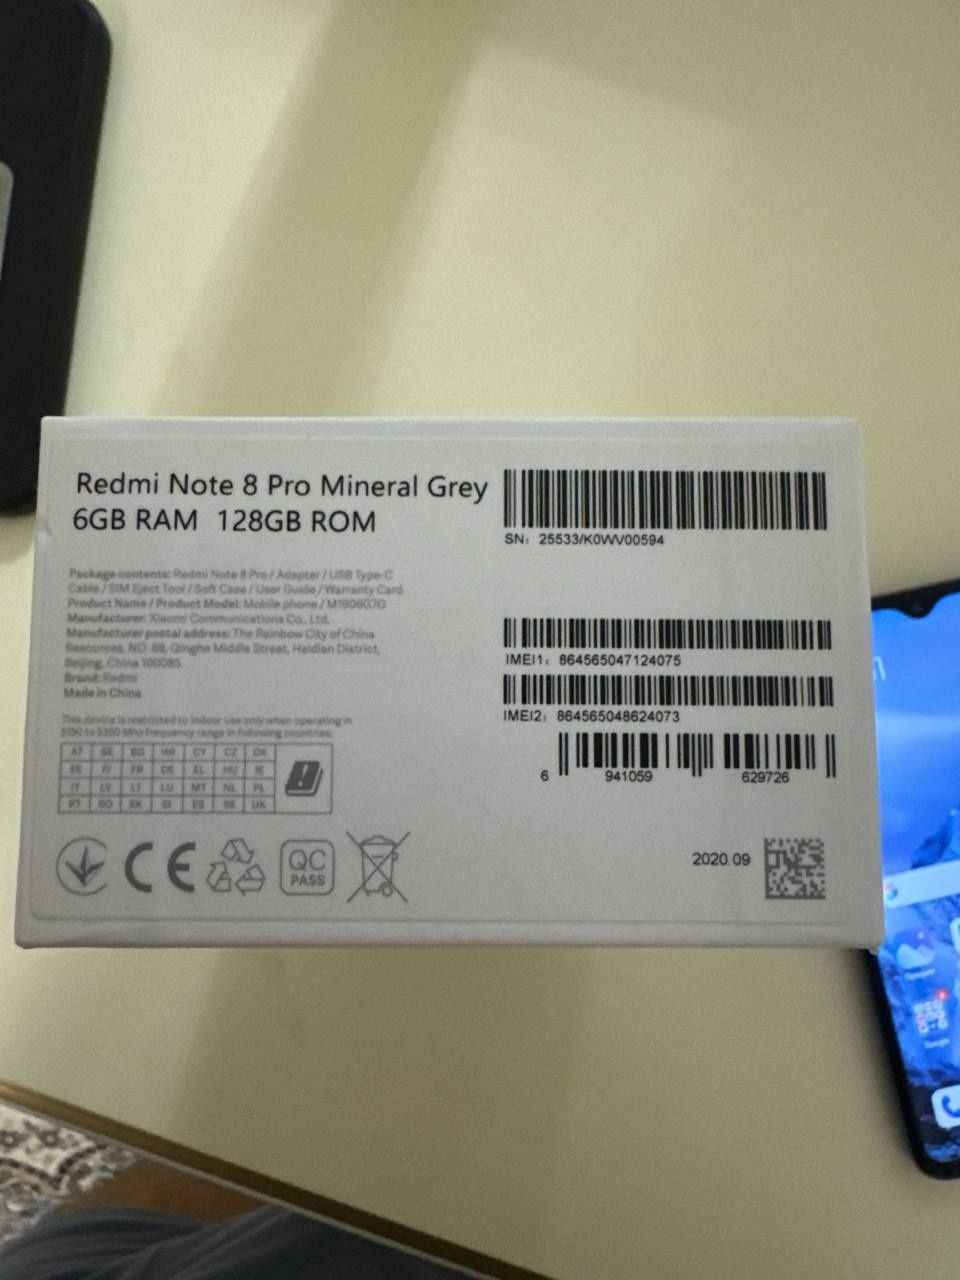 Redmi Note 8 Pro Mineral Grey
6GB RAM 128GB ROM
Package contents: Redmi Note 8 Pro / Adapter / USB Type-C
Cable / SIM Eject Tool / Soft Case / User Guide / Warranty Card
Product Name / Product Model: Mobile phone / M1906G7G
Manufacturer: Xiaomi Communications Co., Ltd.
Manufacturer postal address: The Rainbow City of China
Resources, NO. 68, Qinghe Middle Street, Haidian District,
Beijing, China 100085
Brand: Redmi
Made in China
This device is restricted to indoor use only when operating in
5150 to 5350 Mhz frequency range in following countries:
AT BE BG HR CY CZ DK
EE FI FR DE EL HU IE
IT LV LT LU MT NL PL
PT RO SK SI ES SE UK
CE
QC
PASS
SN: 25533/K0WV00594
IMEI1: 864565047124075
IMEI2: 864565048624073
6 941059 629726
2020 09